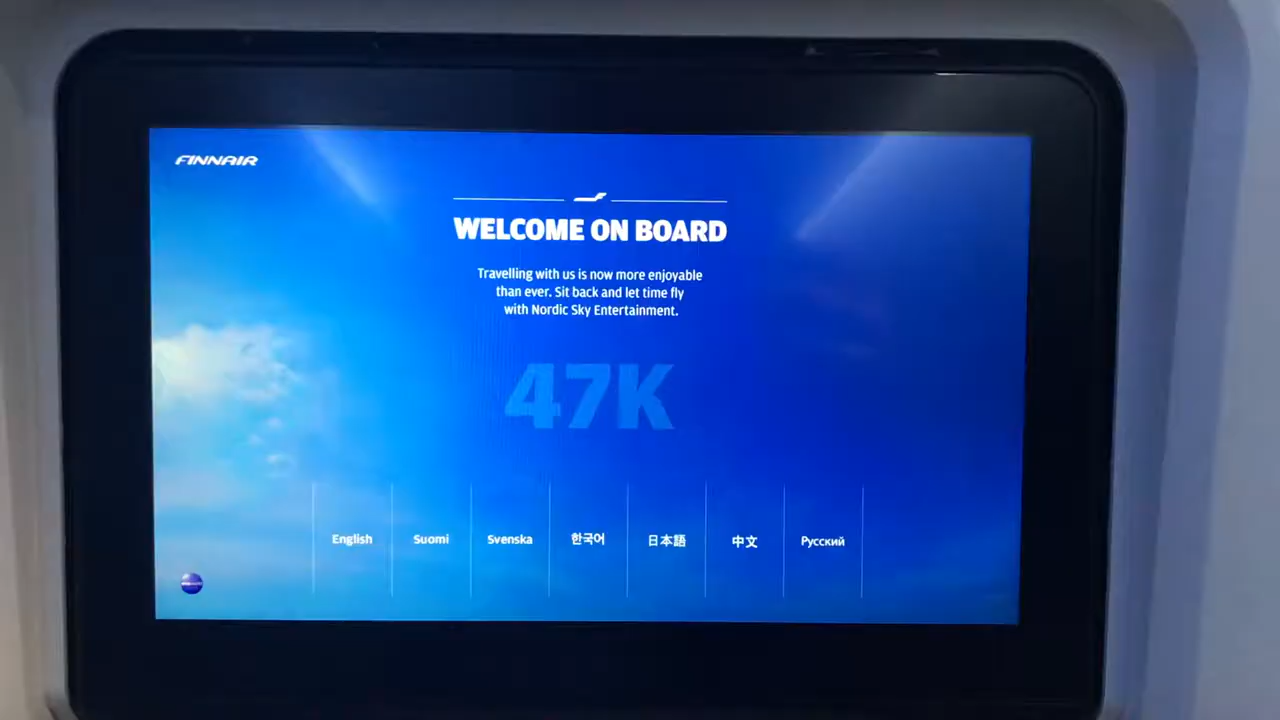 FINNAIR
WELCOME ON BOARD
Travelling with us is now more enjoyable
than ever. Sit back and let time fly
with Nordic Sky Entertainment.
47K
English
Suomi
Svenska
한국어
日本語
中文
Русский